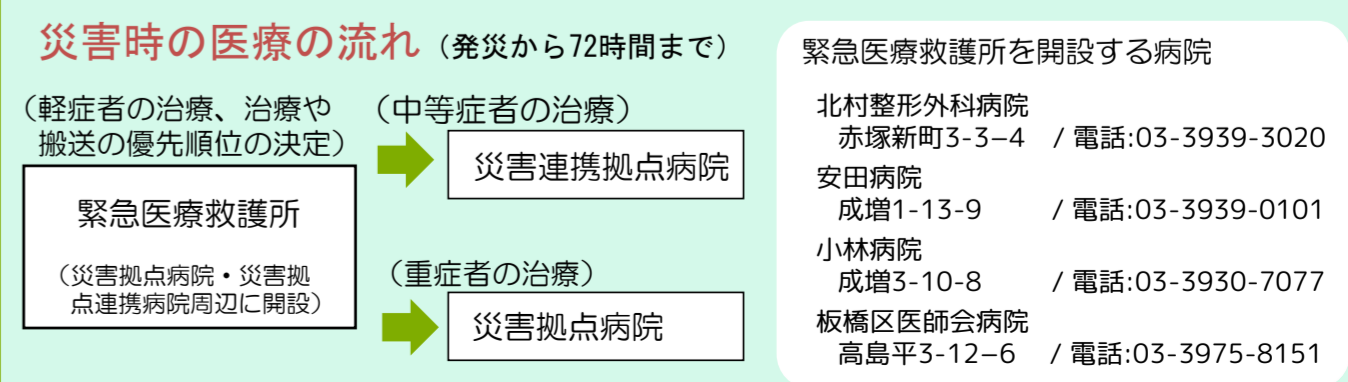 災害時の医療の流れ（発災から72時間まで）
（軽症者の治療、治療や
搬送の優先順位の決定）
緊急医療救護所
（災害拠点病院・災害拠
点連携病院周辺に開設）
（中等症者の治療）
災害連携拠点病院
（重症者の治療）
災害拠点病院
緊急医療救護所を開設する病院
北村整形外科病院
赤塚新町3-3–4 / 電話:03-3939-3020
安田病院
成増1-13-9 / 電話:03-3939-0101
小林病院
成増3-10-8 / 電話:03-3930-7077
板橋区医師会病院
高島平3-12–6 / 電話:03-3975-8151